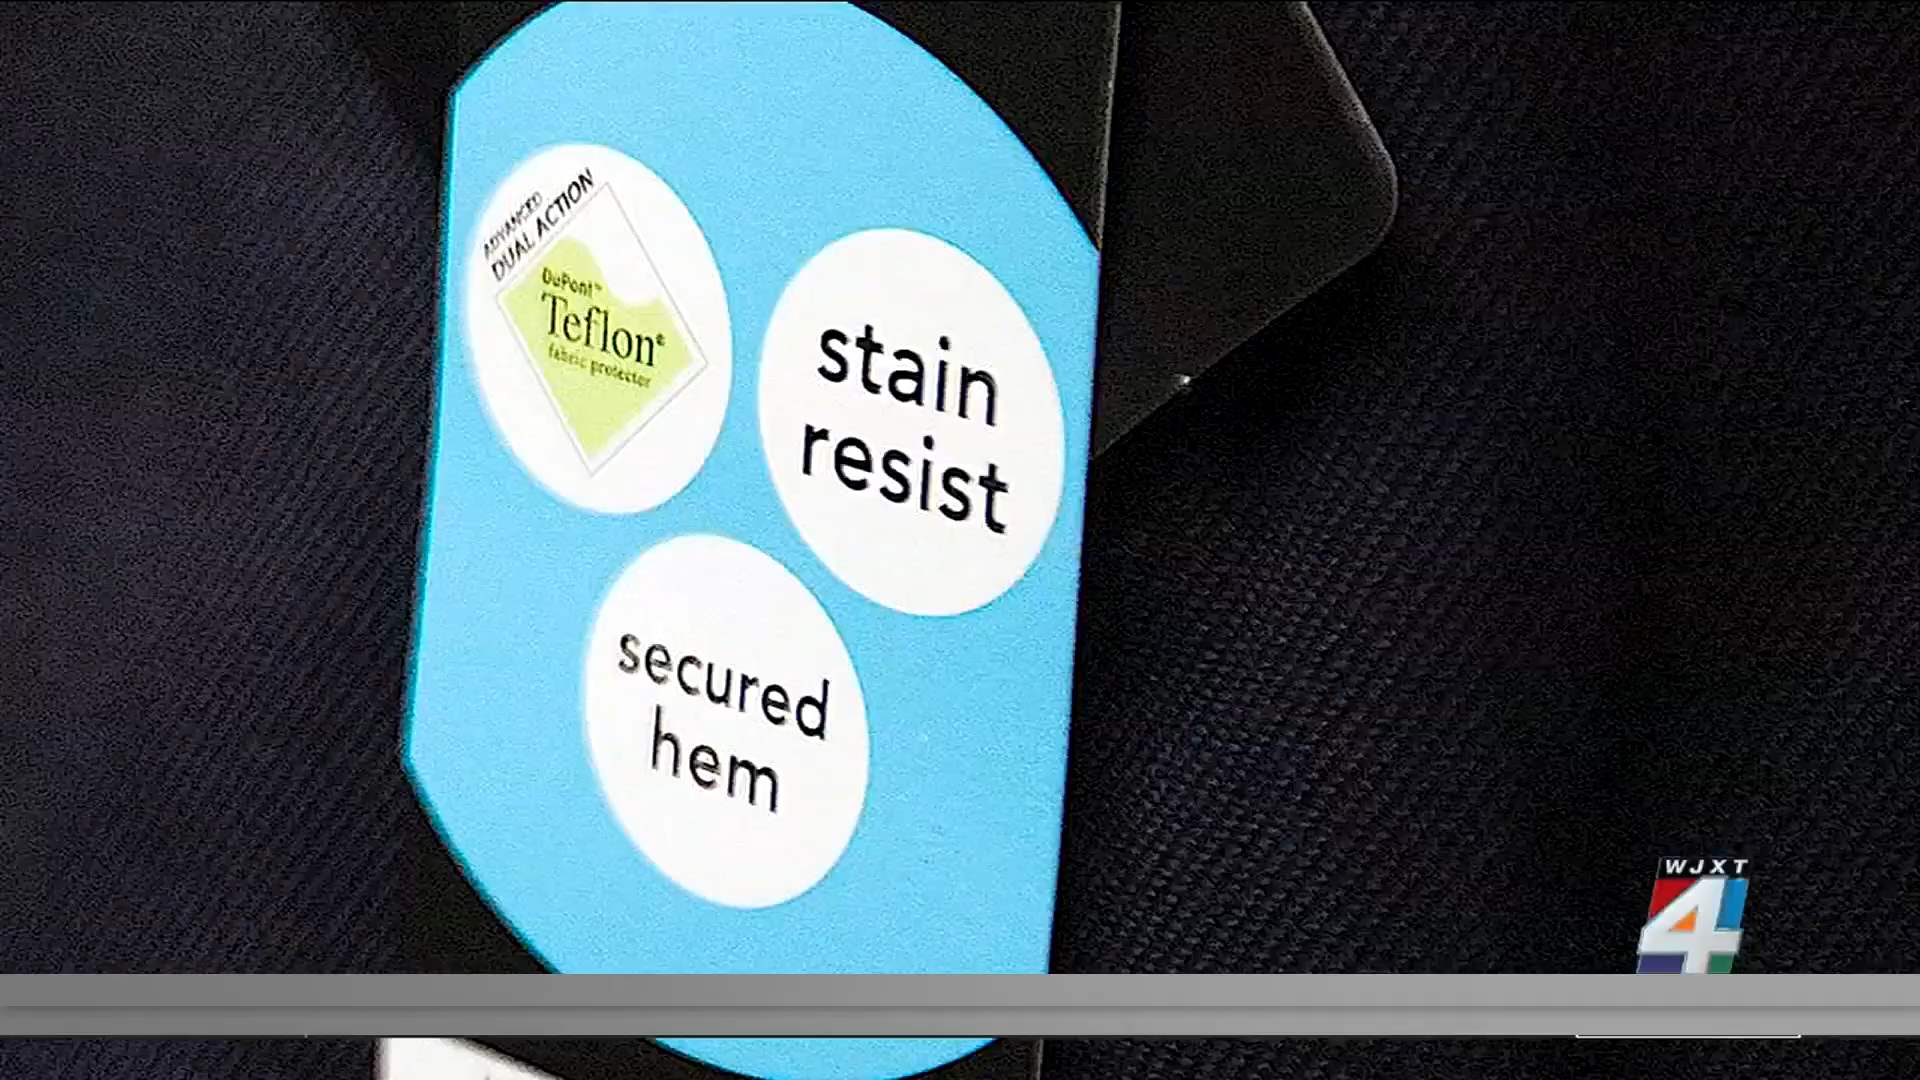 ADVANCED
DUAL ACTION
DuPont™
Teflon®
fabric protector
stain
resist
secured
hem
WJXT
4